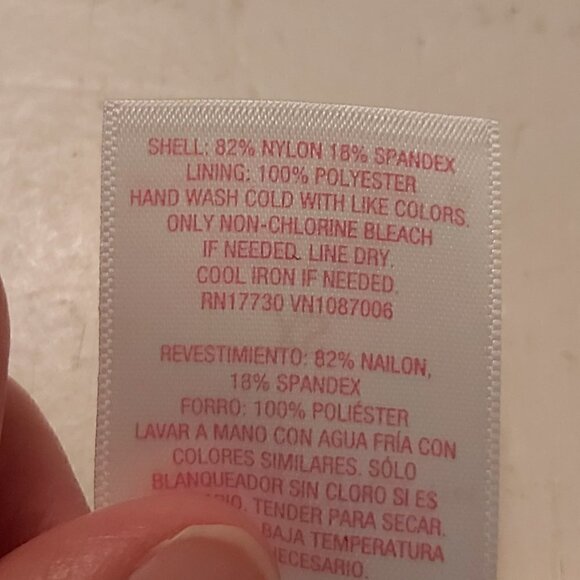 SHELL: 82% NYLON 18% SPANDEX
LINING: 100% POLYESTER
HAND WASH COLD WITH LIKE COLORS.
ONLY NON-CHLORINE BLEACH
IF NEEDED. LINE DRY.
COOL IRON IF NEEDED.
RN17730 VN1087006
REVESTIMIENTO: 82% NAILON,
18% SPANDEX
FORRO: 100% POLIÉSTER
LAVAR A MANO CON AGUA FRÍA CON
COLORES SIMILARES. SÓLO
BLANQUEADOR SIN CLORO SI ES
TENDER PARA SECAR.
BAJA TEMPERATURA